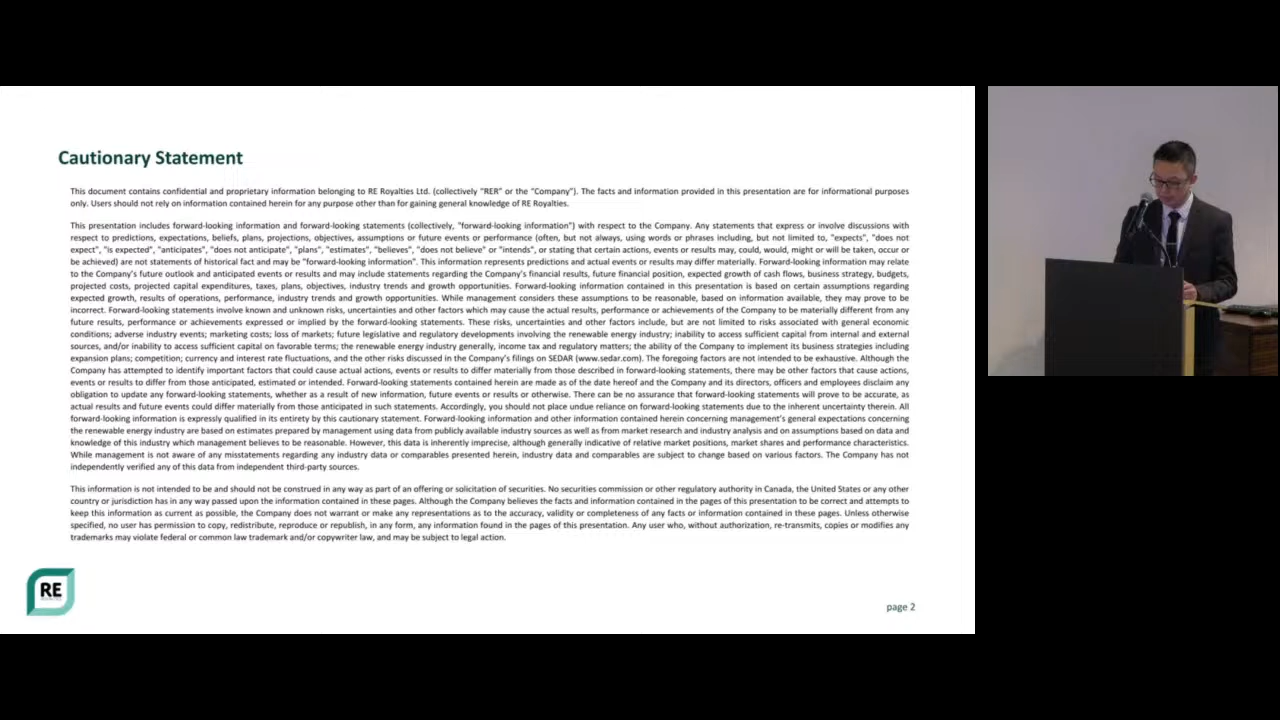 Cautionary Statement
This document contains confidential and proprietary information belonging to RE Royalties Ltd. (collectively "RER" or the "Company"). The facts and information provided in this presentation are for informational purposes
only. Users should not rely on information contained herein for any purpose other than for gaining general knowledge of RE Royalties.
This presentation includes forward-looking information and forward-looking statements (collectively, "forward-looking information") with respect to the Company. Any statements that express or involve discussions with
respect to predictions, expectations, beliefs, plans, projections, objectives, assumptions or future events or performance (often, but not always, using words or phrases including, but not limited to, "expects", "does not
expect", "is expected", "anticipates", "does not anticipate", "plans", "estimates", "believes", "does not believe" or "intends", or stating that certain actions, events or results may, could, would, might or will be taken, occur or
be achieved) are not statements of historical fact and may be "forward-looking information". This information represents predictions and actual events or results may differ materially. Forward-looking information may relate
to the Company's future outlook and anticipated events or results and may include statements regarding the Company's financial results, future financial position, expected growth of cash flows, business strategy, budgets,
projected costs, projected capital expenditures, taxes, plans, objectives, industry trends and growth opportunities. Forward-looking information contained in this presentation is based on certain assumptions regarding
expected growth, results of operations, performance, industry trends and growth opportunities. While management considers these assumptions to be reasonable, based on information available, they may prove to be
incorrect. Forward-looking statements involve known and unknown risks, uncertainties and other factors which may cause the actual results, performance or achievements of the Company to be materially different from any
future results, performance or achievements expressed or implied by the forward-looking statements. These risks, uncertainties and other factors include, but are not limited to risks associated with general economic
conditions; adverse industry events; marketing costs; loss of markets; future legislative and regulatory developments involving the renewable energy industry; inability to access sufficient capital from internal and external
sources, and/or inability to access sufficient capital on favorable terms; the renewable energy industry generally, income tax and regulatory matters; the ability of the Company to implement its business strategies including
expansion plans; competition; currency and interest rate fluctuations, and the other risks discussed in the Company's filings on SEDAR (www.sedar.com). The foregoing factors are not intended to be exhaustive. Although the
Company has attempted to identify important factors that could cause actual actions, events or results to differ materially from those described in forward-looking statements, there may be other factors that cause actions,
events or results to differ from those anticipated, estimated or intended. Forward-looking statements contained herein are made as of the date hereof and the Company and its directors, officers and employees disclaim any
obligation to update any forward-looking statements, whether as a result of new information, future events or results or otherwise. There can be no assurance that forward-looking statements will prove to be accurate, as
actual results and future events could differ materially from those anticipated in such statements. Accordingly, you should not place undue reliance on forward-looking statements due to the inherent uncertainty therein. All
forward-looking information is expressly qualified in its entirety by this cautionary statement. Forward-looking information and other information contained herein concerning management's general expectations concerning
the renewable energy industry are based on estimates prepared by management using data from publicly available industry sources as well as from market research and industry analysis and on assumptions based on data and
knowledge of this industry which management believes to be reasonable. However, this data is inherently imprecise, although generally indicative of relative market positions, market shares and performance characteristics.
While management is not aware of any misstatements regarding any industry data or comparables presented herein, industry data and comparables are subject to change based on various factors. The Company has not
independently verified any of this data from independent third-party sources.
This information is not intended to be and should not be construed in any way as part of an offering or solicitation of securities. No securities commission or other regulatory authority in Canada, the United States or any other
country or jurisdiction has in any way passed upon the information contained in these pages. Although the Company believes the facts and information contained in the pages of this presentation to be correct and attempts to
keep this information as current as possible, the Company does not warrant or make any representations as to the accuracy, validity or completeness of any facts or information contained in these pages. Unless otherwise
specified, no user has permission to copy, redistribute, reproduce or republish, in any form, any information found in the pages of this presentation. Any user who, without authorization, re-transmits, copies or modifies any
trademarks may violate federal or common law trademark and/or copywriter law, and may be subject to legal action.
RE
page 2